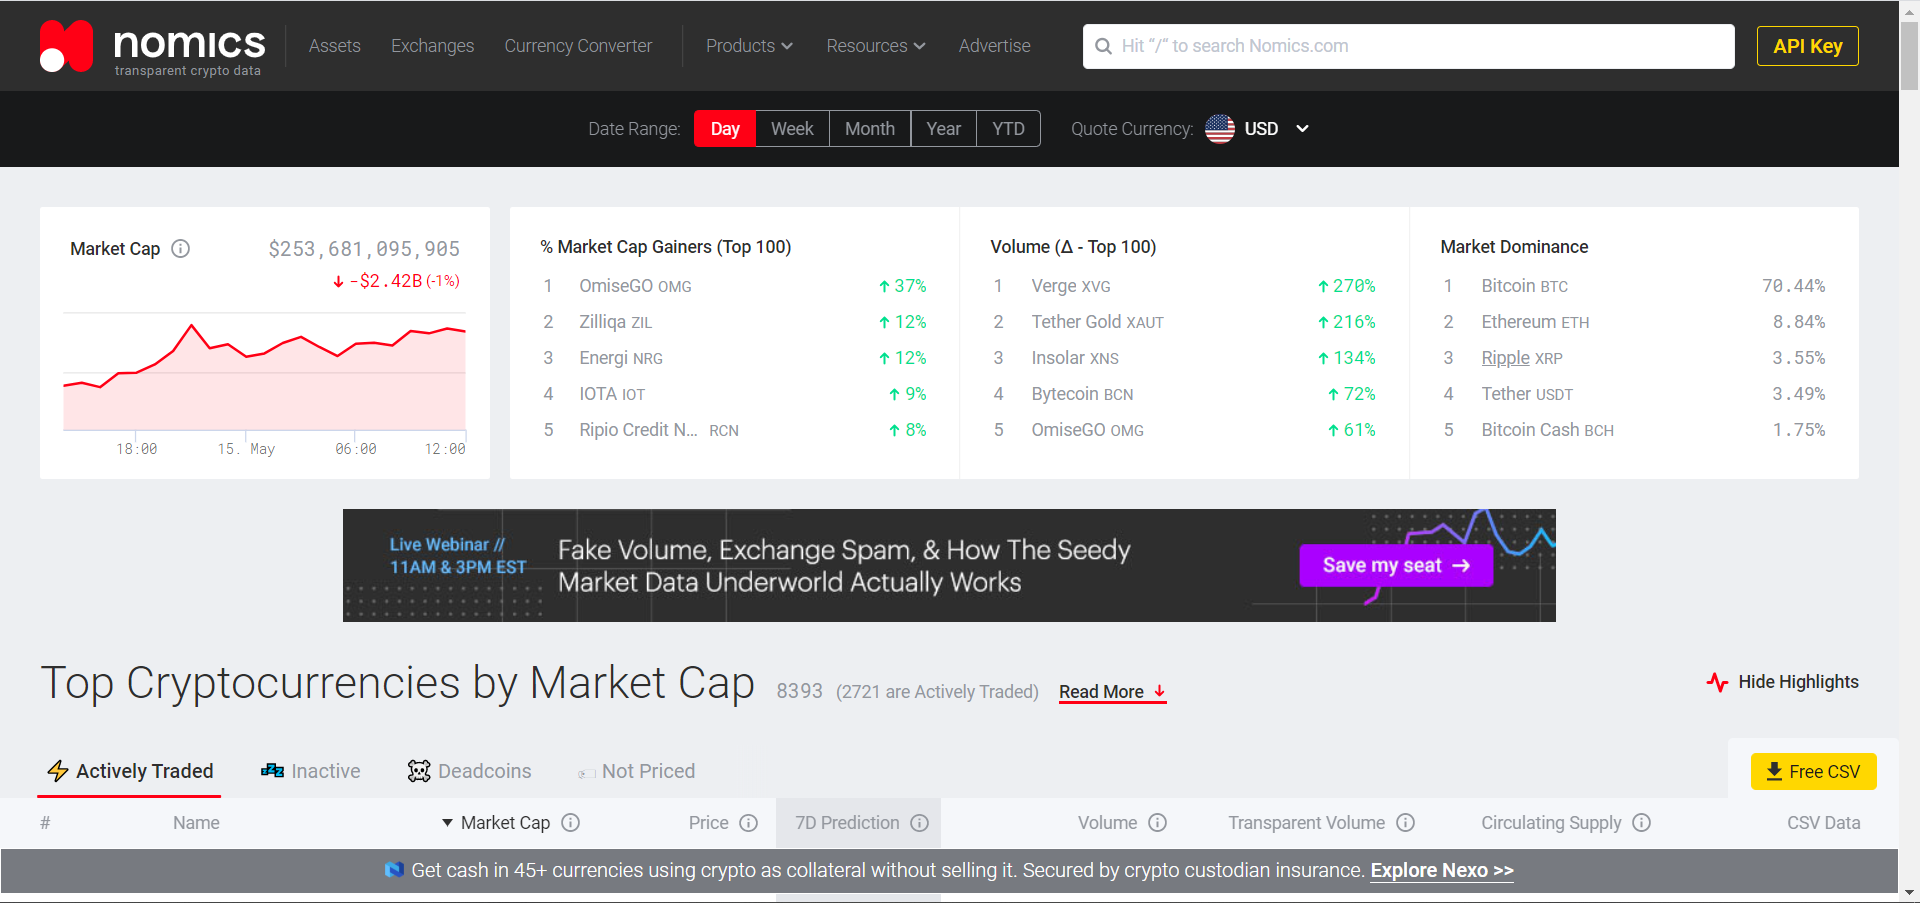 nomics
transparent crypto data
Assets Exchanges Currency Converter Products Resources Advertise
Hit “/” to search Nomics.com
API Key
Date Range: Day Week Month Year YTD Quote Currency: USD
Market Cap $253,681,095,905
-$2.42B (-1%)
18:00 15. May 06:00 12:00
% Market Cap Gainers (Top 100)
1 OmiseGO OMG 37%
2 Zilliqa ZIL 12%
3 Energi NRG 12%
4 IOTA IOT 9%
5 Ripio Credit N... RCN 8%
Volume (Δ - Top 100)
1 Verge XVG 270%
2 Tether Gold XAUT 216%
3 Insolar XNS 134%
4 Bytecoin BCN 72%
5 OmiseGO OMG 61%
Market Dominance
1 Bitcoin BTC 70.44%
2 Ethereum ETH 8.84%
3 Ripple XRP 3.55%
4 Tether USDT 3.49%
5 Bitcoin Cash BCH 1.75%
Live Webinar //
11AM & 3PM EST
Fake Volume, Exchange Spam, & How The Seedy
Market Data Underworld Actually Works
Save my seat →
Top Cryptocurrencies by Market Cap 8393 (2721 are Actively Traded) Read More
Hide Highlights
Actively Traded zZZ Inactive Deadcoins Not Priced
Free CSV
# Name Market Cap Price 7D Prediction Volume Transparent Volume Circulating Supply CSV Data
Get cash in 45+ currencies using crypto as collateral without selling it. Secured by crypto custodian insurance. Explore Nexo >>